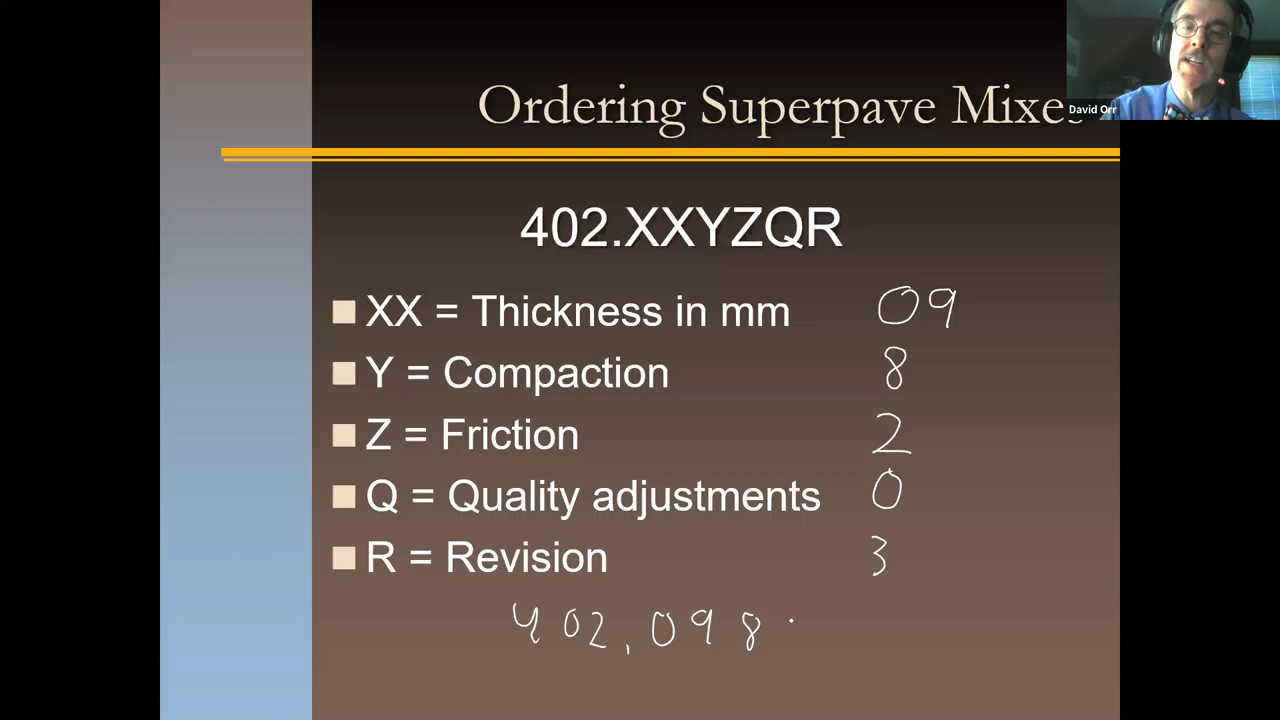 Ordering Superpave Mixes
David Orr
402.XXYZQR
XX = Thickness in mm 09
Y = Compaction 8
Z = Friction 2
Q = Quality adjustments 0
R = Revision 3
402.098